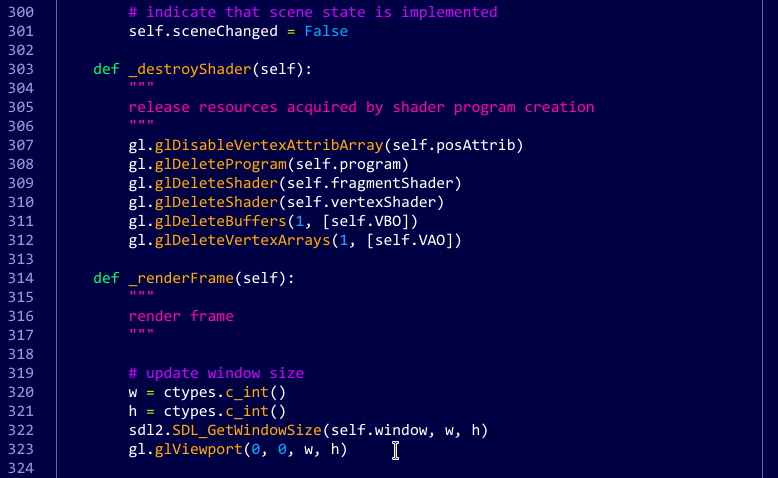 300         # indicate that scene state is implemented
301         self.sceneChanged = False
302
303     def _destroyShader(self):
304         """
305         release resources acquired by shader program creation
306         """
307         gl.glDisableVertexAttribArray(self.posAttrib)
308         gl.glDeleteProgram(self.program)
309         gl.glDeleteShader(self.fragmentShader)
310         gl.glDeleteShader(self.vertexShader)
311         gl.glDeleteBuffers(1, [self.VBO])
312         gl.glDeleteVertexArrays(1, [self.VAO])
313
314     def _renderFrame(self):
315         """
316         render frame
317         """
318
319         # update window size
320         w = ctypes.c_int()
321         h = ctypes.c_int()
322         sdl2.SDL_GetWindowSize(self.window, w, h)
323         gl.glViewport(0, 0, w, h)
324